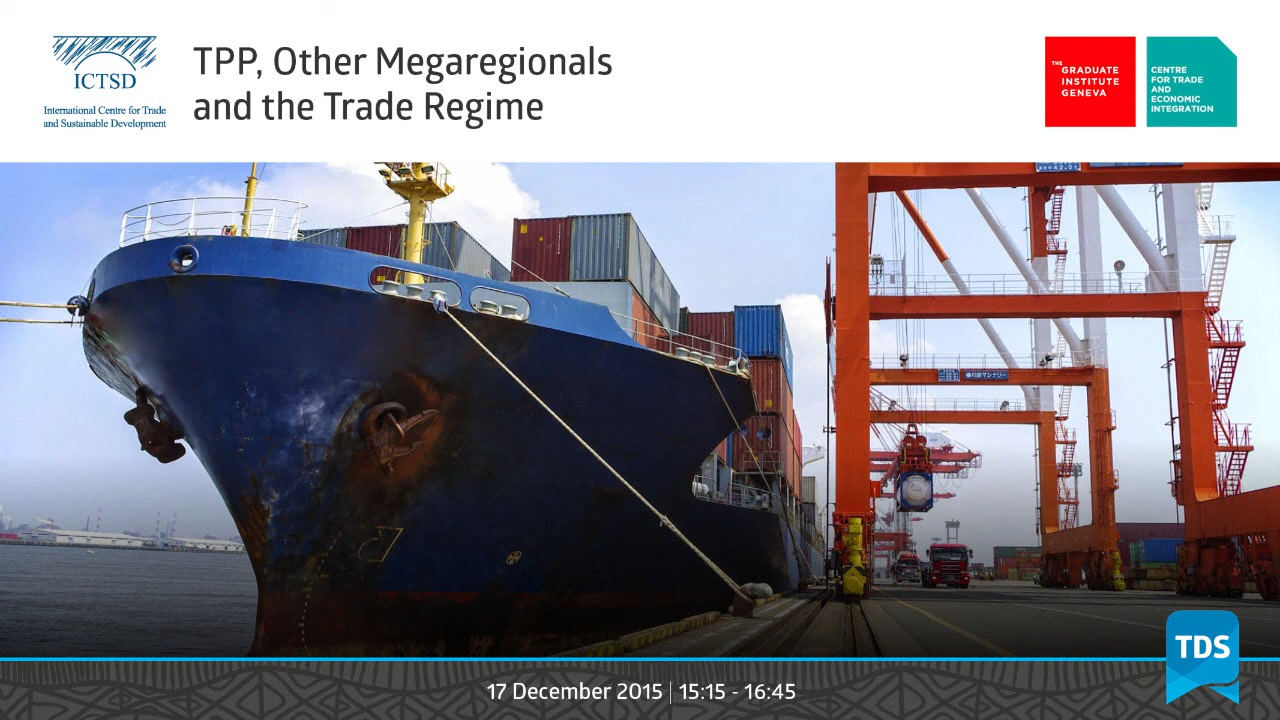 ICTSD
International Centre for Trade
and Sustainable Development
TPP, Other Megaregionals
and the Trade Regime
THE
GRADUATE
INSTITUTE
GENEVA
CENTRE
FOR TRADE
AND
ECONOMIC
INTEGRATION
TDS
17 December 2015 | 15:15 - 16:45